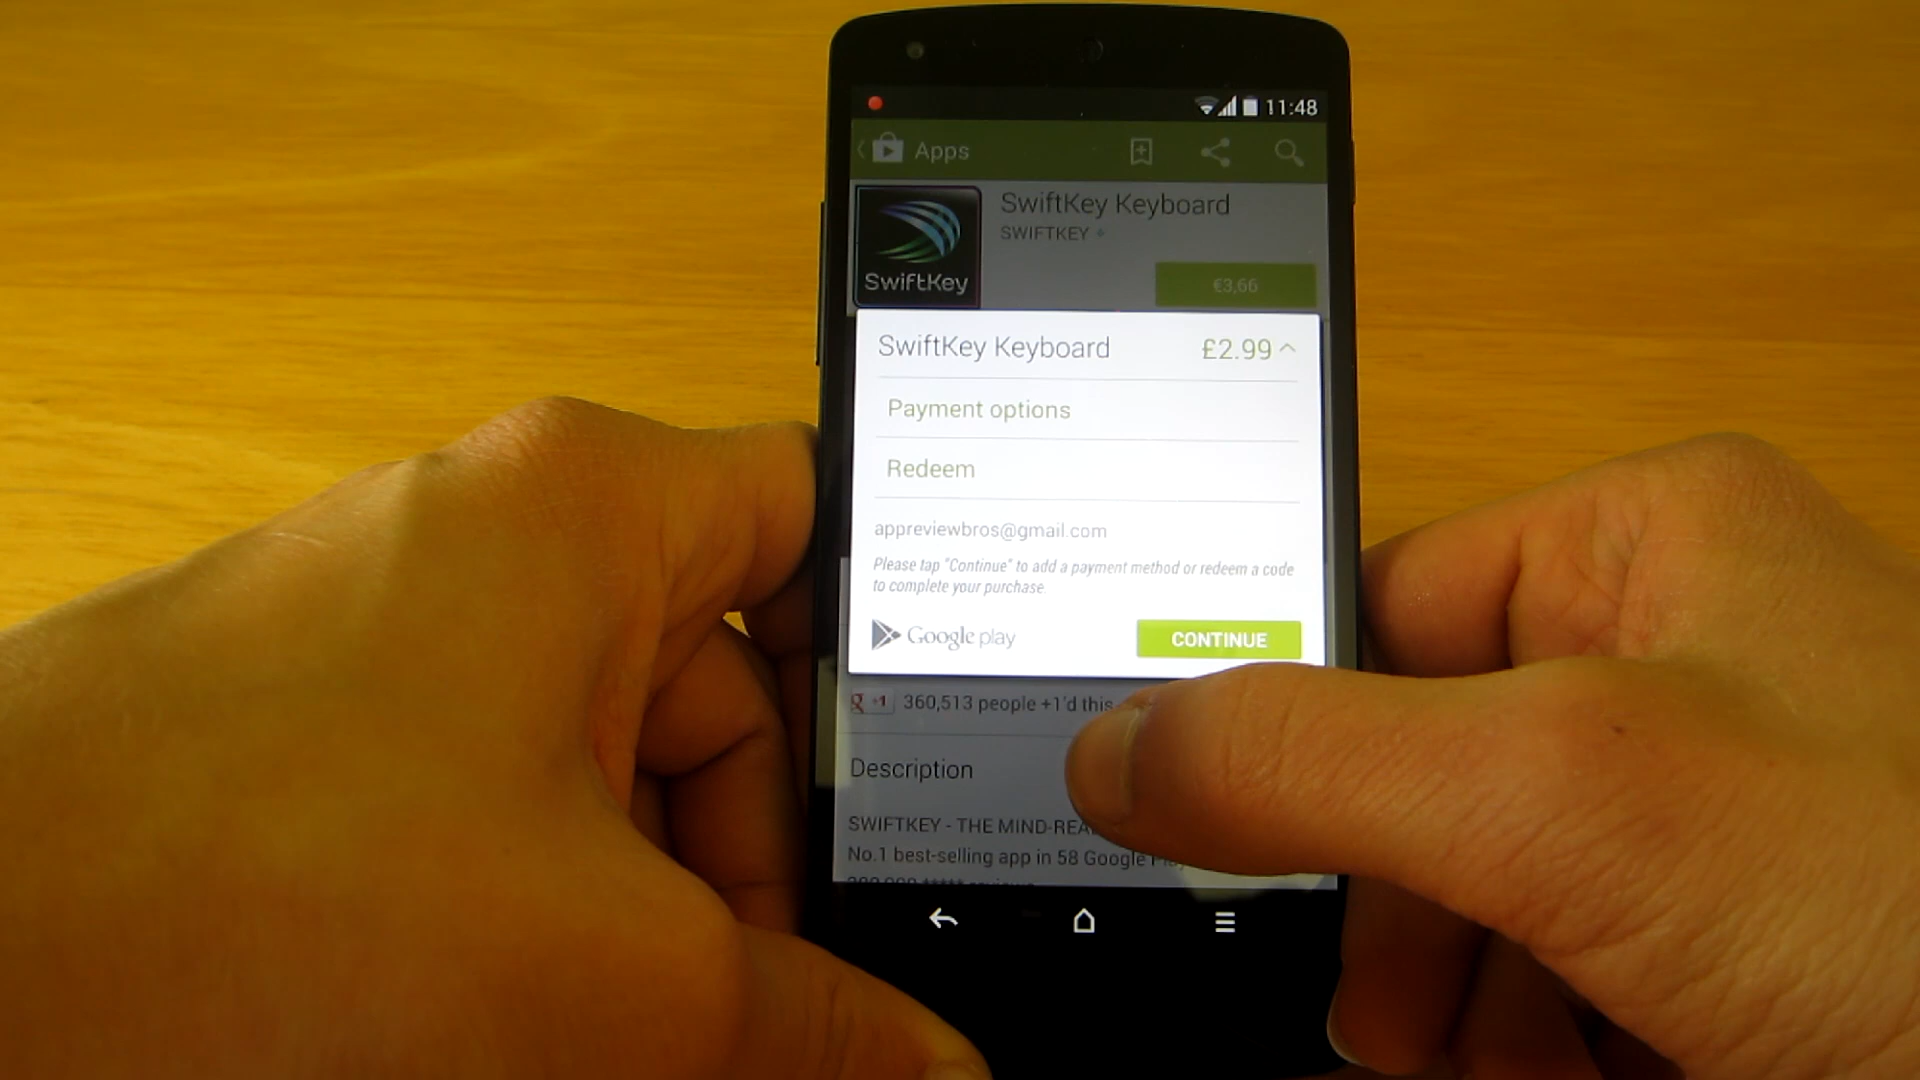 11:48
Apps
SwiftKey Keyboard
SWIFTKEY
SwiftKey
€3,66
SwiftKey Keyboard £2.99
Payment options
Redeem
appreviewbros@gmail.com
Please tap "Continue" to add a payment method or redeem a code
to complete your purchase.
Google play CONTINUE
g +1 360,513 people +1'd this
Description
SWIFTKEY - THE MIND-REA
No.1 best-selling app in 58 Google Play